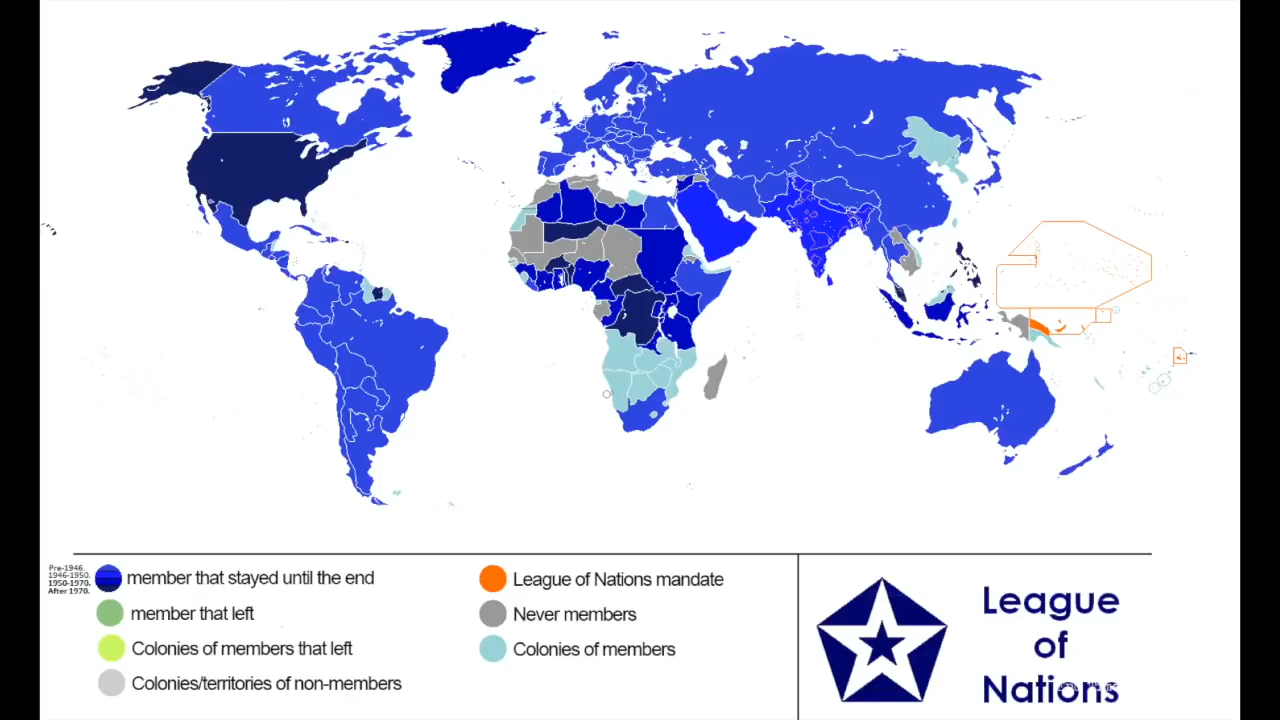 Pre-1946.
1946-1950.
1950-1970.
After 1970.
member that stayed until the end
member that left
Colonies of members that left
Colonies/territories of non-members
League of Nations mandate
Never members
Colonies of members
League
of
Nations